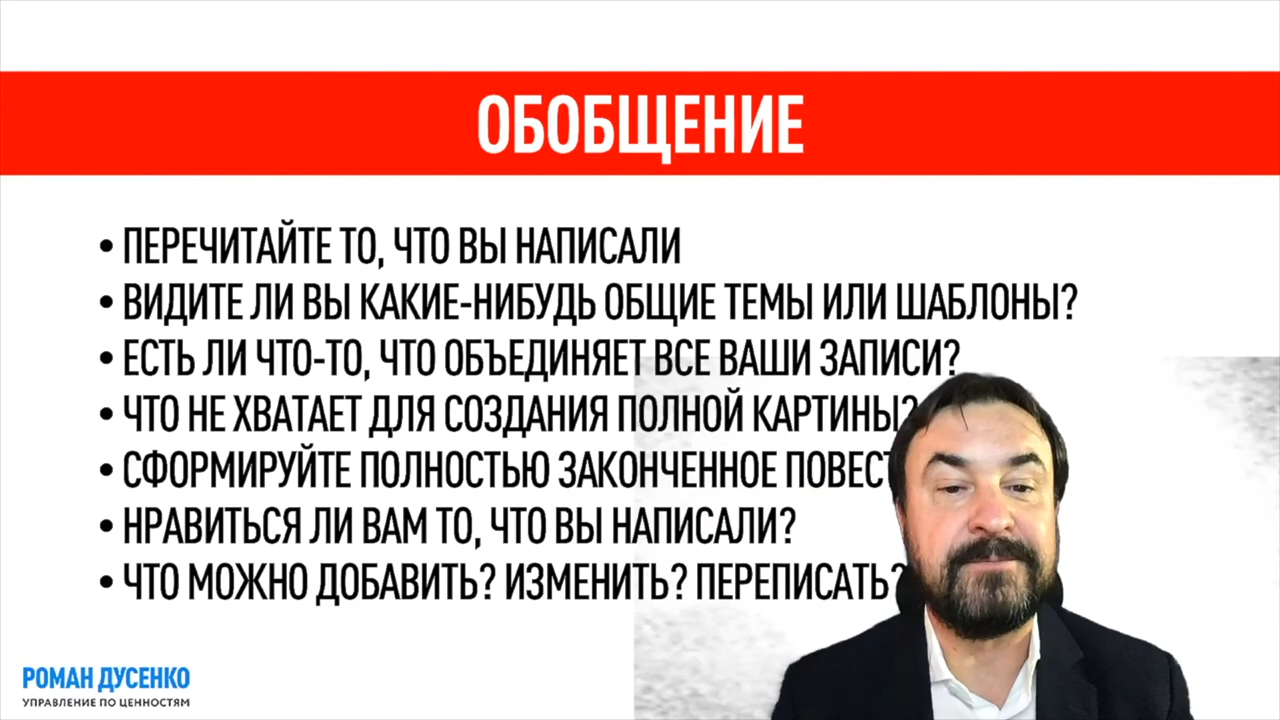 ОБОБЩЕНИЕ
• ПЕРЕЧИТАЙТЕ ТО, ЧТО ВЫ НАПИСАЛИ
• ВИДИТЕ ЛИ ВЫ КАКИЕ-НИБУДЬ ОБЩИЕ ТЕМЫ ИЛИ ШАБЛОНЫ?
• ЕСТЬ ЛИ ЧТО-ТО, ЧТО ОБЪЕДИНЯЕТ ВСЕ ВАШИ ЗАПИСИ?
• ЧТО НЕ ХВАТАЕТ ДЛЯ СОЗДАНИЯ ПОЛНОЙ КАРТИНЫ?
• СФОРМИРУЙТЕ ПОЛНОСТЬЮ ЗАКОНЧЕННОЕ
• НРАВИТЬСЯ ЛИ ВАМ ТО, ЧТО ВЫ НАПИСАЛИ?
• ЧТО МОЖНО ДОБАВИТЬ? ИЗМЕНИТЬ? ПЕРЕПИСАТЬ?
РОМАН ДУСЕНКО
УПРАВЛЕНИЕ ПО ЦЕННОСТЯМ